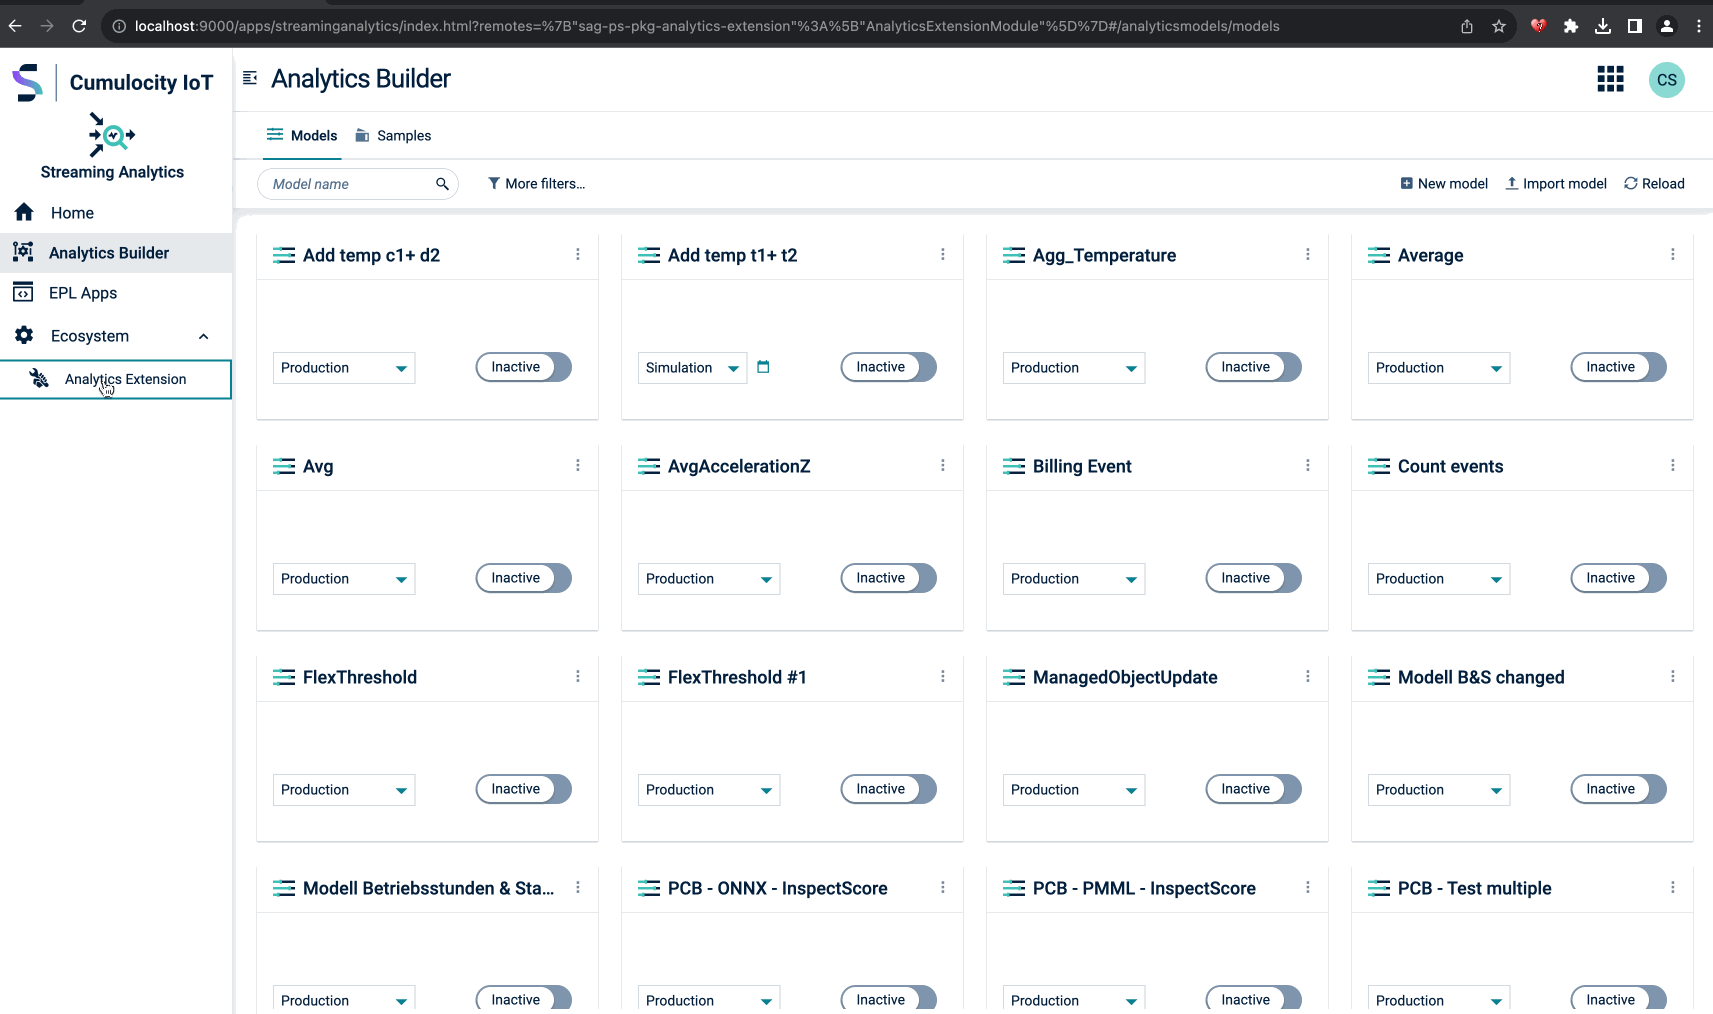 localhost:9000/apps/streaminganalytics/index.html?remotes=%7B"sag-ps-pkg-analytics-extension"%3A%5B"AnalyticsExtensionModule"%5D%7D#/analyticsmodels/models
Cumulocity IoT
Streaming Analytics
Home
Analytics Builder
EPL Apps
Ecosystem
Analytics Extension
Analytics Builder
CS
Models Samples
Model name More filters... New model Import model Reload
Add temp c1+ d2 Add temp t1+ t2 Agg_Temperature Average
Production Inactive Simulation Inactive Production Inactive Production Inactive
Avg AvgAccelerationZ Billing Event Count events
Production Inactive Production Inactive Production Inactive Production Inactive
FlexThreshold FlexThreshold #1 ManagedObjectUpdate Modell B&S changed
Production Inactive Production Inactive Production Inactive Production Inactive
Modell Betriebsstunden & Sta... PCB - ONNX - InspectScore PCB - PMML - InspectScore PCB - Test multiple
Production Inactive Production Inactive Production Inactive Production Inactive